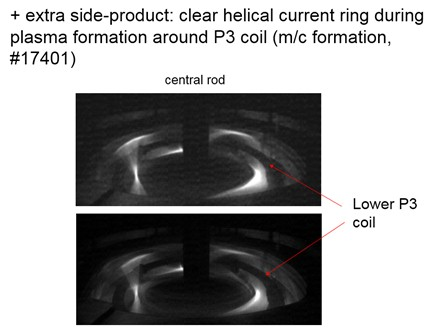 + extra side-product: clear helical current ring during
plasma formation around P3 coil (m/c formation,
#17401)
central rod
Lower P3
coil